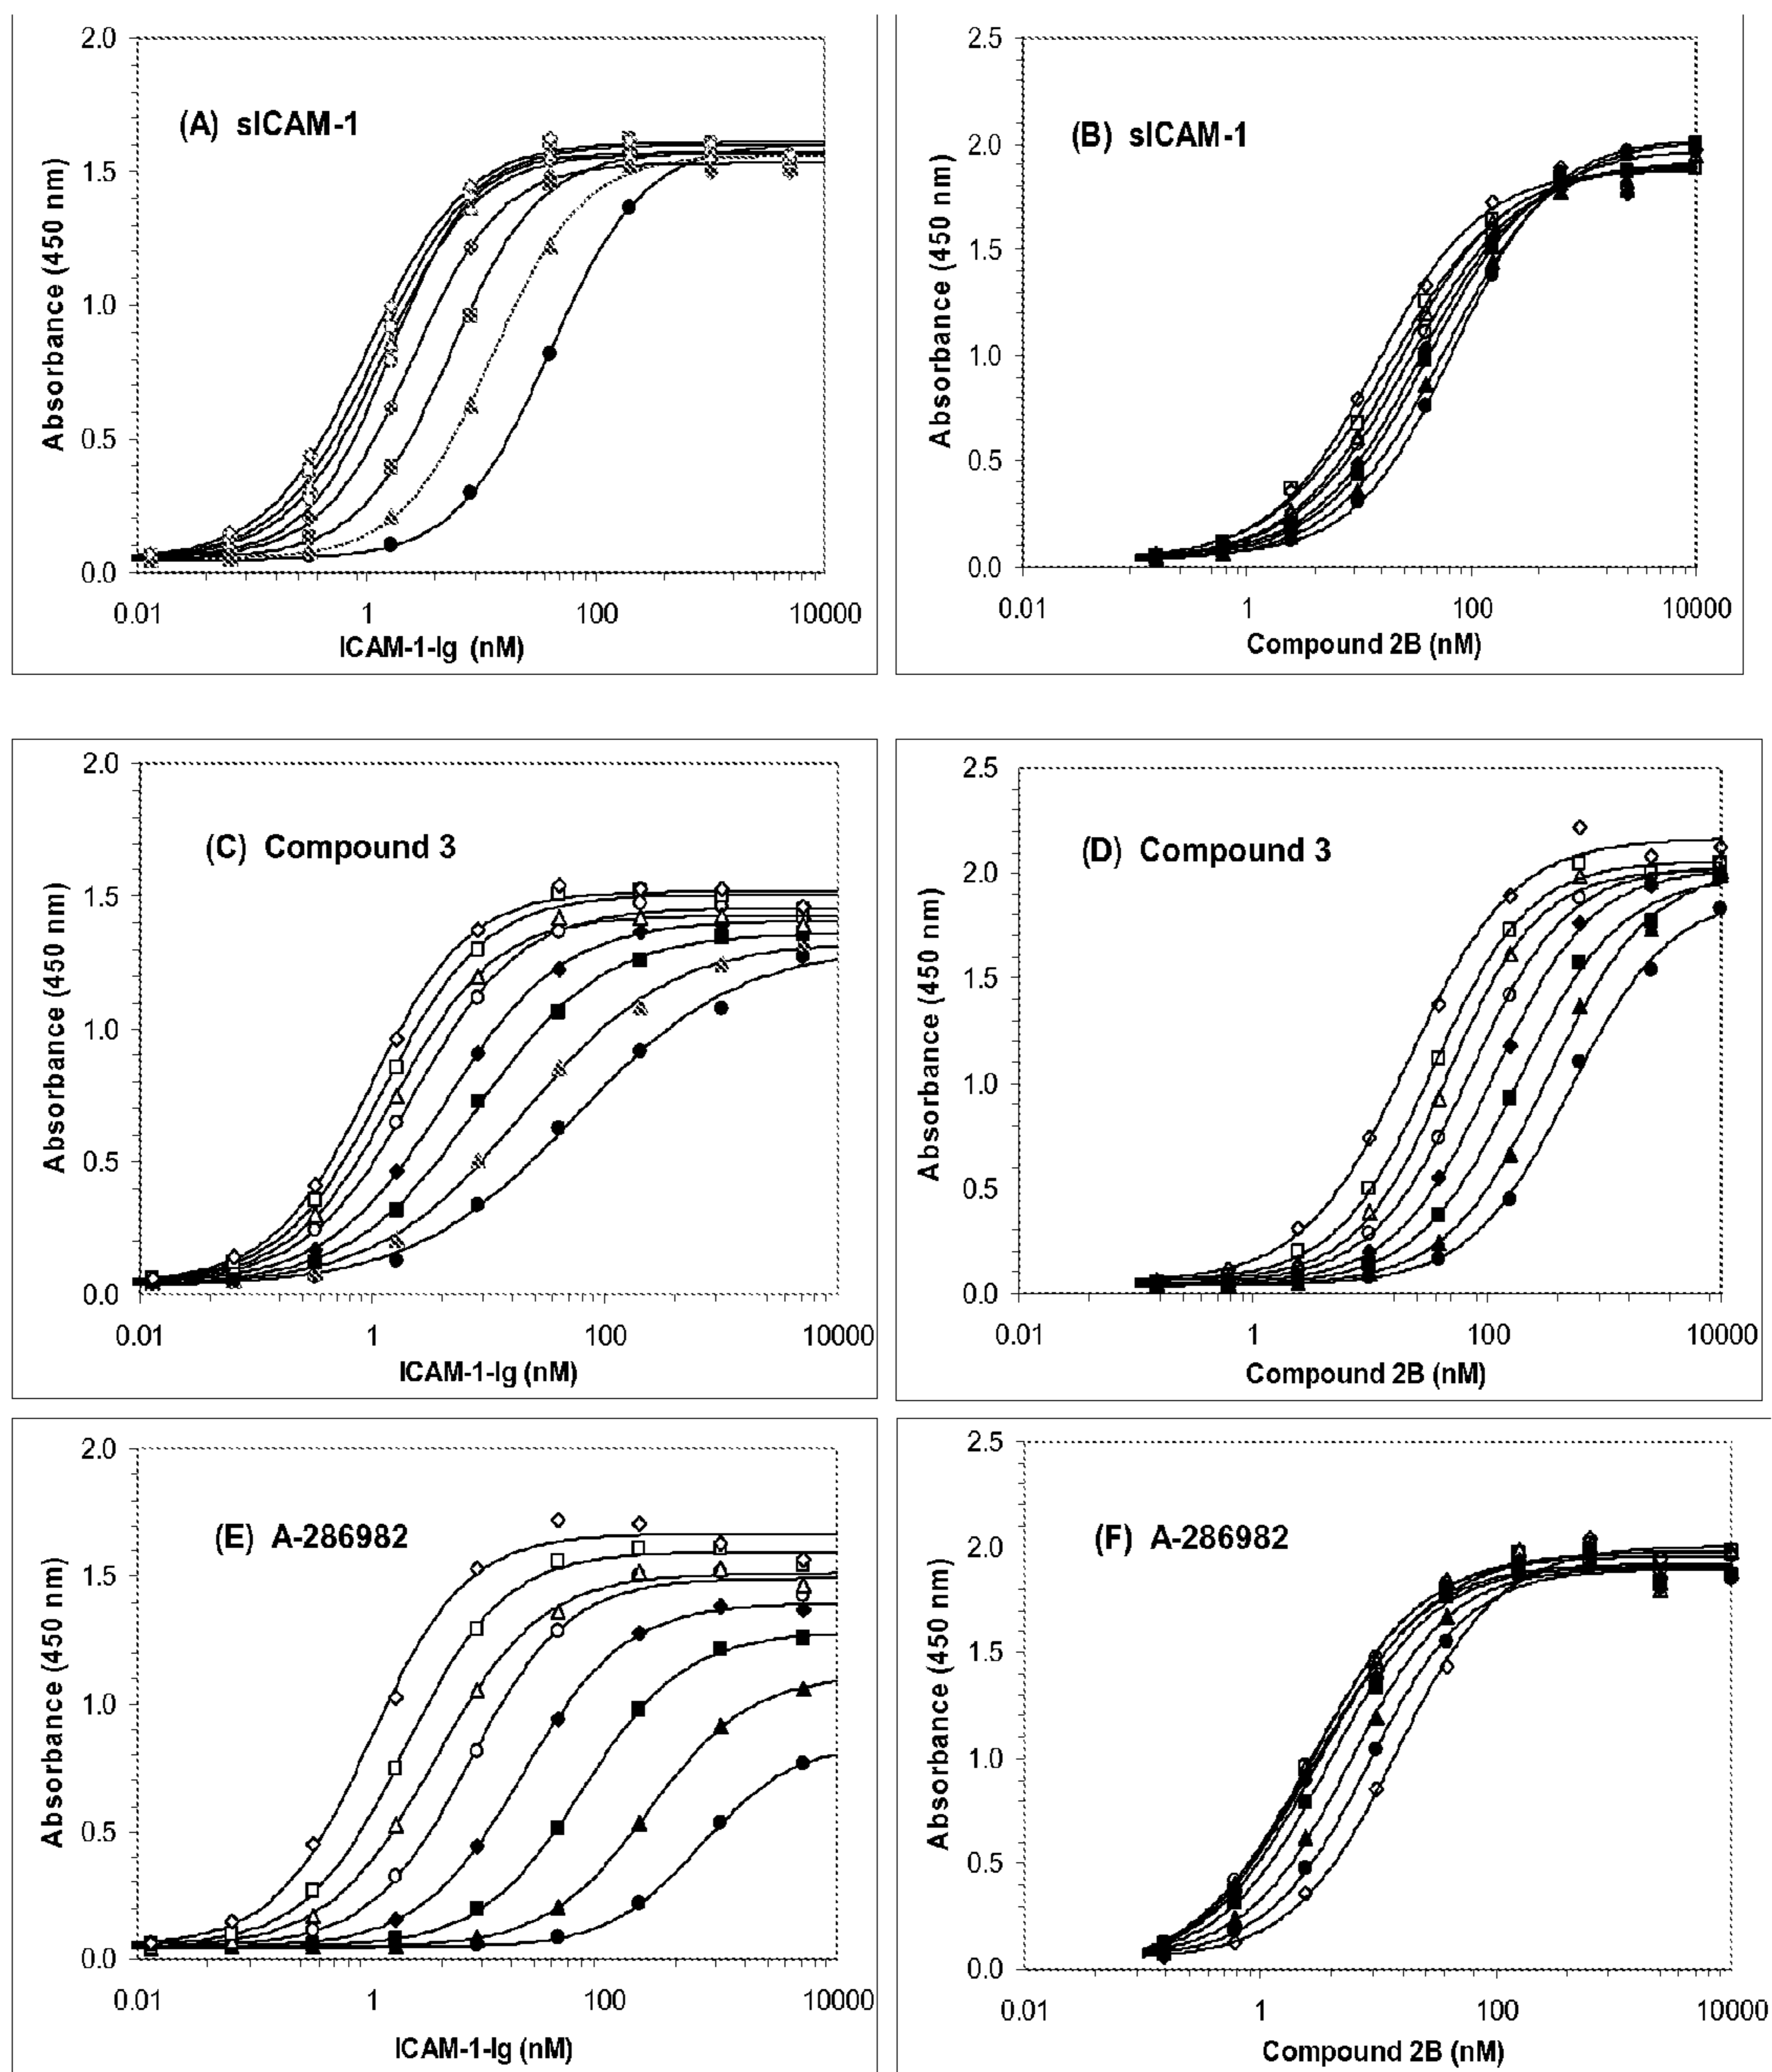 2.0
1.5
1.0
0.5
0.0
Absorbance (450 nm)
(A) sICAM-1
0.01 1 100 10000
ICAM-1-Ig (nM)
2.5
2.0
1.5
1.0
0.5
0.0
Absorbance (450 nm)
(B) sICAM-1
0.01 1 100 10000
Compound 2B (nM)
2.0
1.5
1.0
0.5
0.0
Absorbance (450 nm)
(C) Compound 3
0.01 1 100 10000
ICAM-1-Ig (nM)
2.5
2.0
1.5
1.0
0.5
0.0
Absorbance (450 nm)
(D) Compound 3
0.01 1 100 10000
Compound 2B (nM)
2.0
1.5
1.0
0.5
0.0
Absorbance (450 nm)
(E) A-286982
0.01 1 100 10000
ICAM-1-Ig (nM)
2.5
2.0
1.5
1.0
0.5
0.0
Absorbance (450 nm)
(F) A-286982
0.01 1 100 10000
Compound 2B (nM)